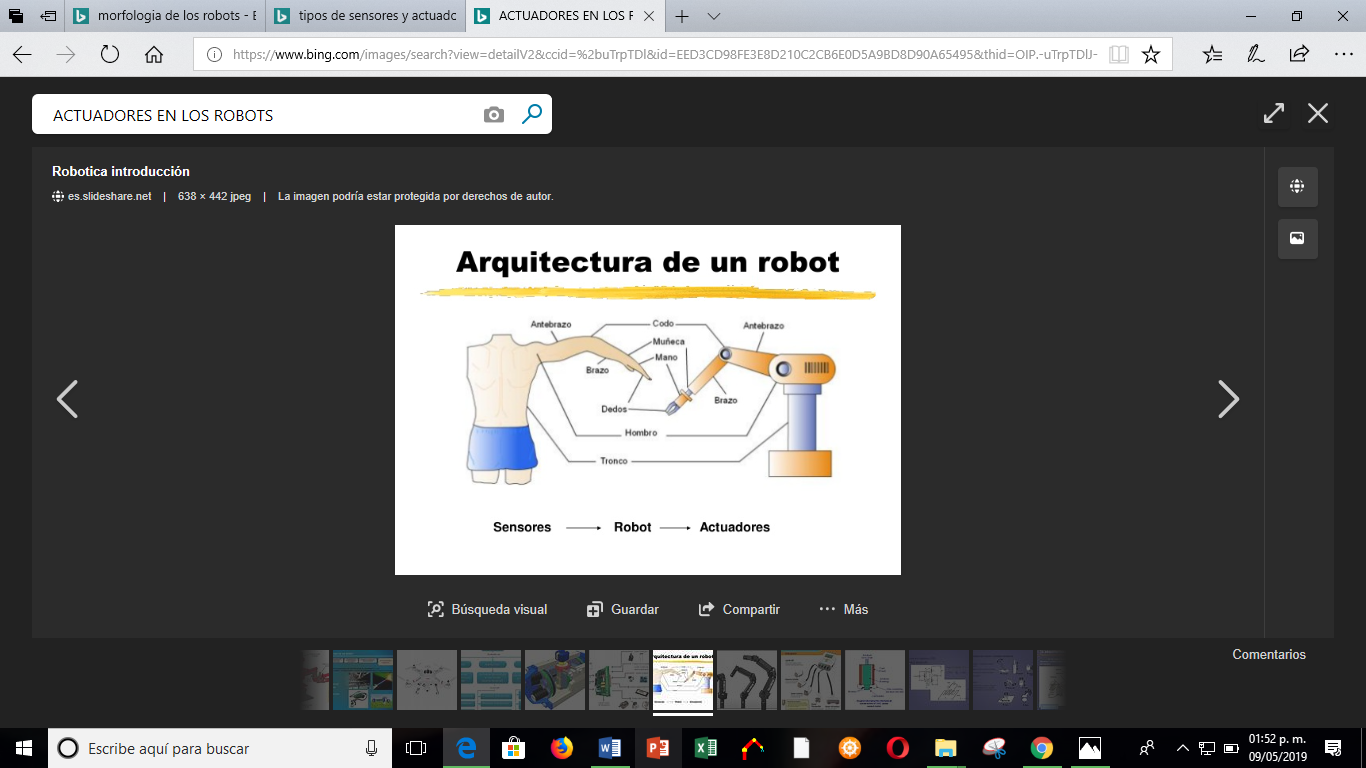 morfologia de los robots - E
tipos de sensores y actuado
ACTUADORES EN LOS R
https://www.bing.com/images/search?view=detailV2&ccid=%2buTrpTDl&id=EED3CD98FE3E8D210C2CB6E0D5A9BD8D90A65495&thid=OIP.-uTrpTDlJ-
ACTUADORES EN LOS ROBOTS
Robotica introducción
es.slideshare.net | 638 × 442 jpeg | La imagen podría estar protegida por derechos de autor.
Arquitectura de un robot
Antebrazo Codo Antebrazo
Muñeca
Mano
Brazo
Brazo
Dedos
Hombro
Tronco
Sensores Robot Actuadores
Búsqueda visual Guardar Compartir Más
Comentarios
Escribe aquí para buscar
01:52 p. m.
09/05/2019